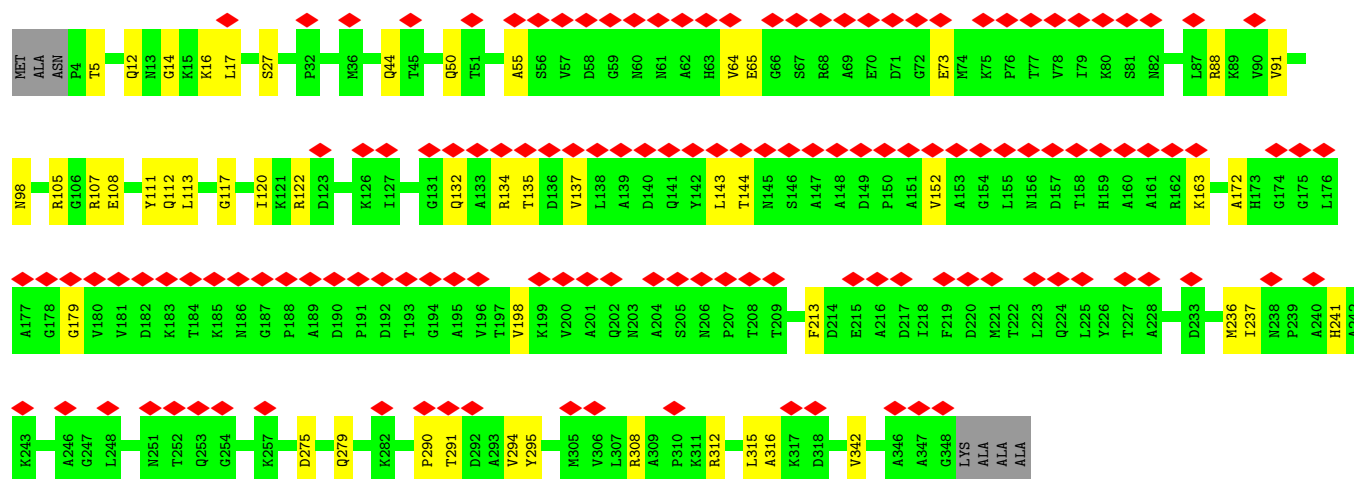 MET ALA ASN P4 T5 Q12 N13 G14 K15 K16 L17 S27 P32 M36 Q44 T45 Q50 T51 A55 S56 V57 D58 G59 N60 N61 A62 H63 V64 E65 G66 S67 R68 A69 E70 D71 G72 E73 M74 K75 P76 T77 V78 I79 K80 S81 N82 L87 R88 K89 V90 V91
N98 R105 G106 R107 E108 Y111 Q112 L113 G117 I120 K121 R122 D123 K126 I127 G131 Q132 A133 R134 T135 D136 V137 L138 A139 D140 Q141 Y142 L143 T144 N145 S146 A147 A148 D149 P150 A151 V152 A153 G154 L155 N156 D157 T158 H159 A160 A161 R162 K163 A172 H173 G174 G175 L176
A177 G178 G179 V180 V181 D182 K183 T184 K185 N186 G187 P188 A189 D190 P191 D192 T193 G194 A195 V196 T197 V198 K199 V200 A201 Q202 N203 A204 S205 N206 P207 T208 T209 F213 D214 E215 A216 D217 I218 F219 D220 M221 T222 L223 Q224 L225 Y226 T227 A228 D233 M236 I237 N238 P239 A240 H241 A242
K243 A246 G247 L248 N251 T252 Q253 G254 K257 D275 Q279 K282 P290 T291 D292 A293 V294 Y295 M305 V306 L307 R308 A309 P310 K311 R312 L315 A316 K317 D318 V342 A346 A347 G348 LYS ALA ALA ALA